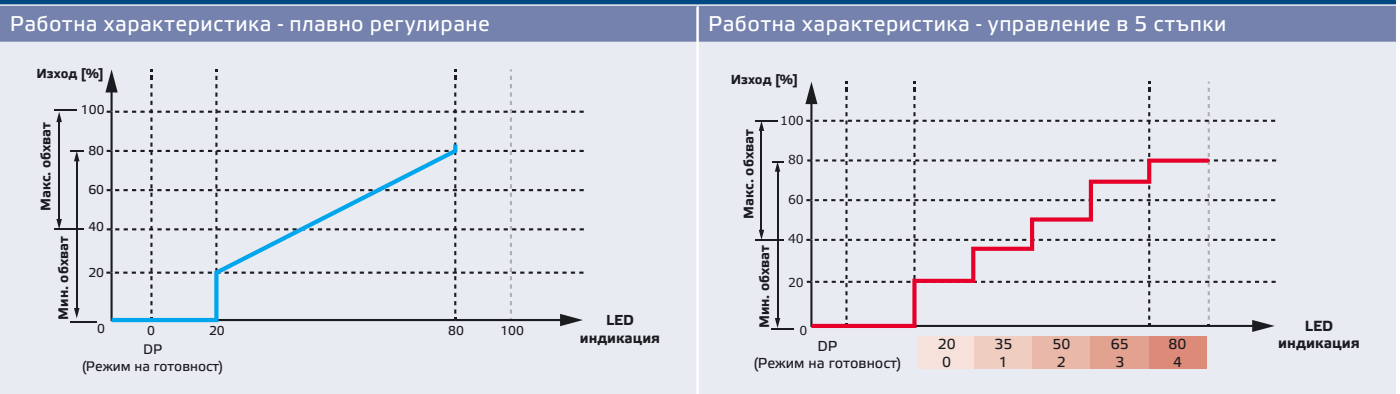 Работна характеристика - плавно регулиране
Изход [%]
100
80
60
40
20
0
Макс. обхват
Мин. обхват
0
20
80
100
LED
индикация
DP
(Режим на готовност)
Работна характеристика - управление в 5 стъпки
Изход [%]
100
80
60
40
20
0
Макс. обхват
Мин. обхват
LED
индикация
DP
(Режим на готовност)
20 35 50 65 80
0 1 2 3 4